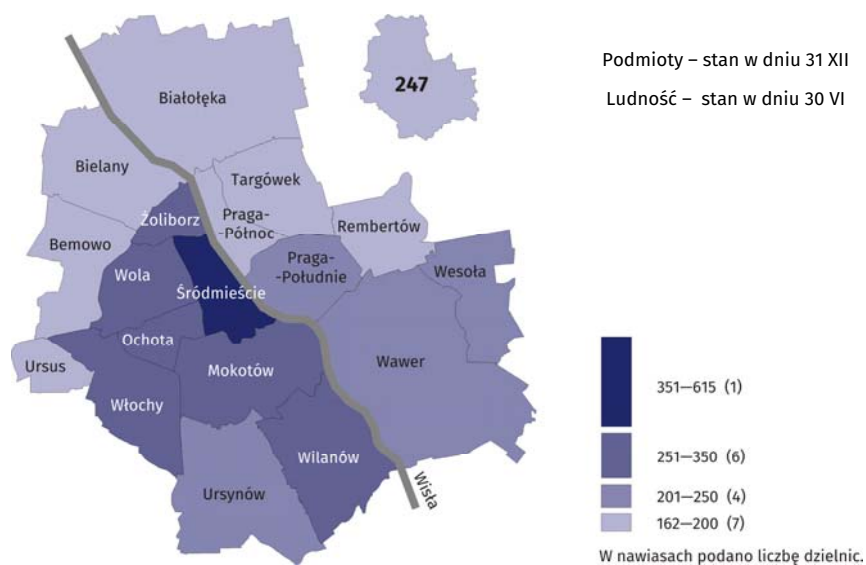 247
Podmioty – stan w dniu 31 XII
Ludność – stan w dniu 30 VI
Białołęka
Bielany
Targówek
Żoliborz
Praga-
-Północ
Rembertów
Bemowo
Praga-
-Południe
Wesoła
Wola
Śródmieście
Ochota
Ursus
Mokotów
Wawer
Włochy
Wilanów
Ursynów
Wisła
351—615 (1)
251—350 (6)
201—250 (4)
162—200 (7)
W nawiasach podano liczbę dzielnic.